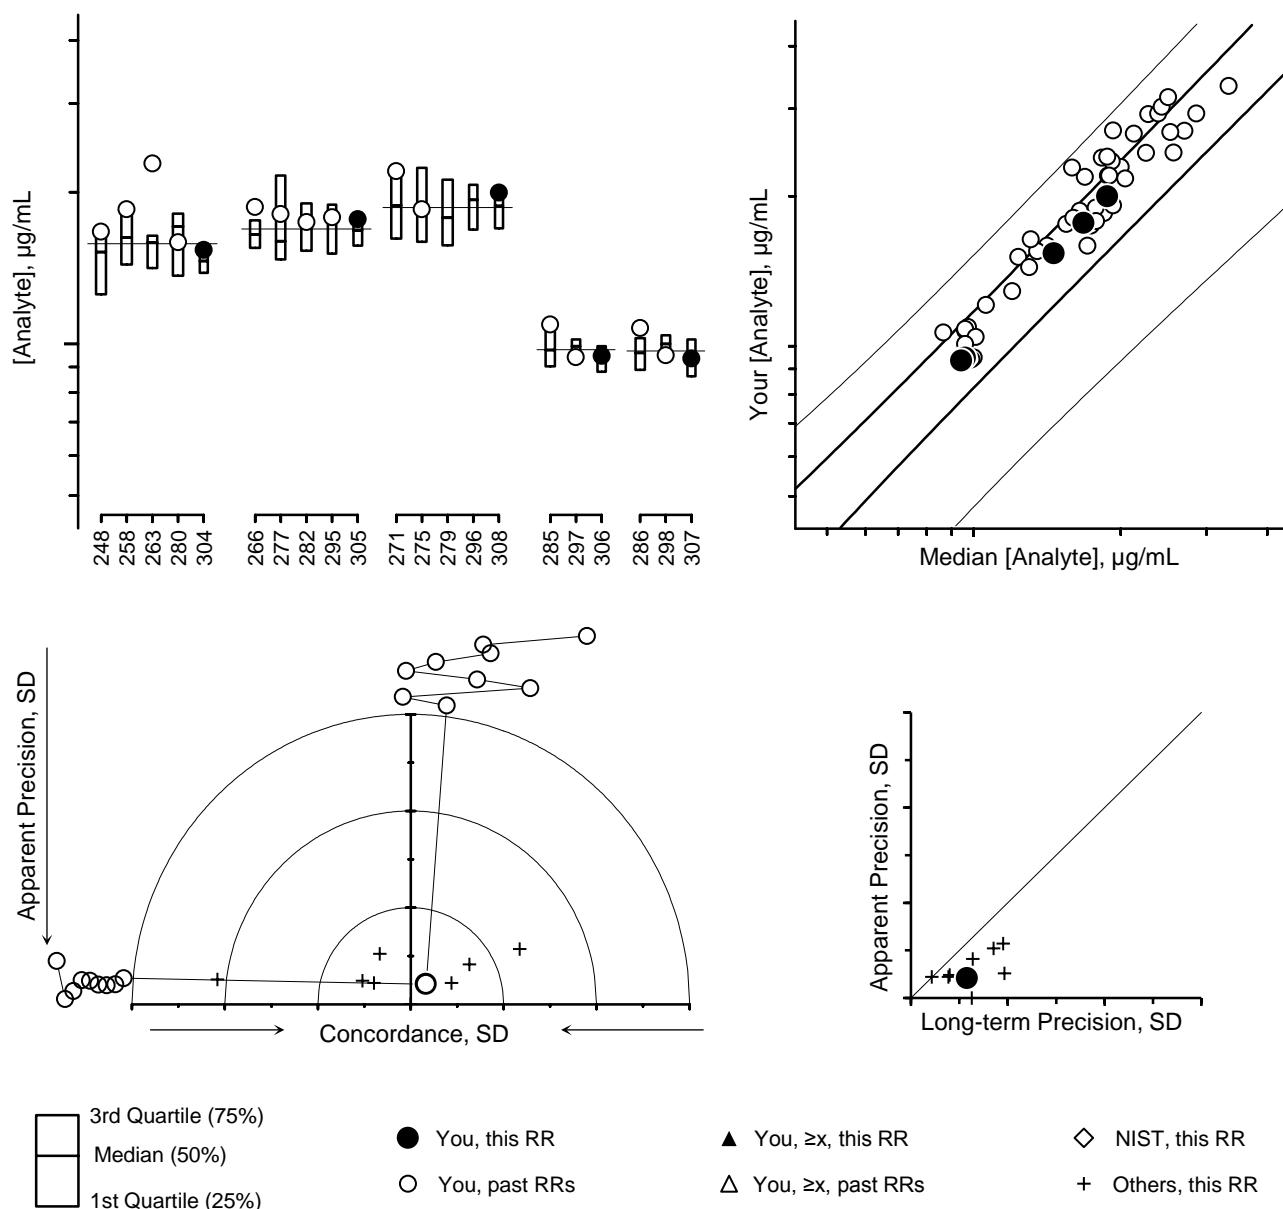 [Analyte], µg/mL
248
258
263
280
304
266
277
282
295
305
271
275
279
296
308
285
297
306
286
298
307
Your [Analyte], µg/mL
Median [Analyte], µg/mL
Apparent Precision, SD
Concordance, SD
Apparent Precision, SD
Long-term Precision, SD
3rd Quartile (75%)
Median (50%)
1st Quartile (25%)
You, this RR
You, past RRs
You, ≥x, this RR
You, ≥x, past RRs
NIST, this RR
Others, this RR